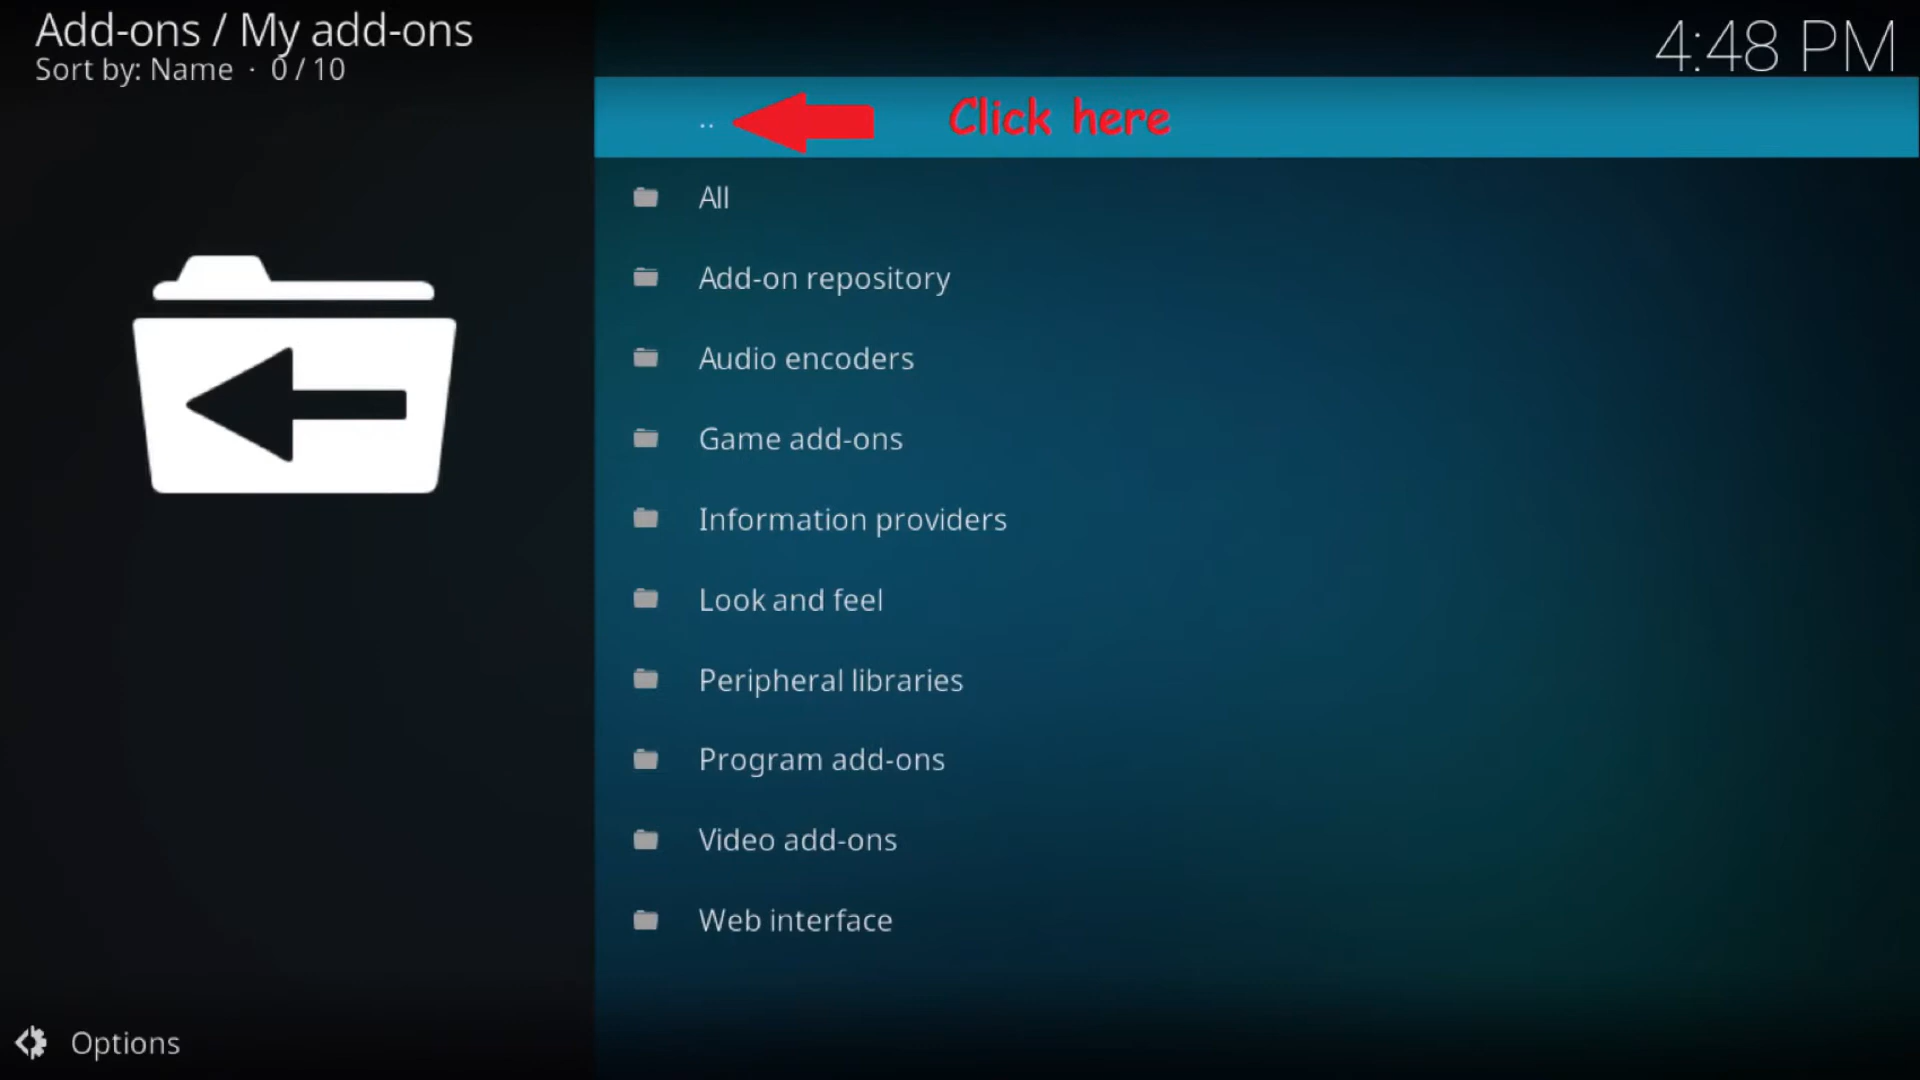 Add-ons / My add-ons
Sort by: Name · 0 / 10
4:48 PM
.. Click here
All
Add-on repository
Audio encoders
Game add-ons
Information providers
Look and feel
Peripheral libraries
Program add-ons
Video add-ons
Web interface
Options